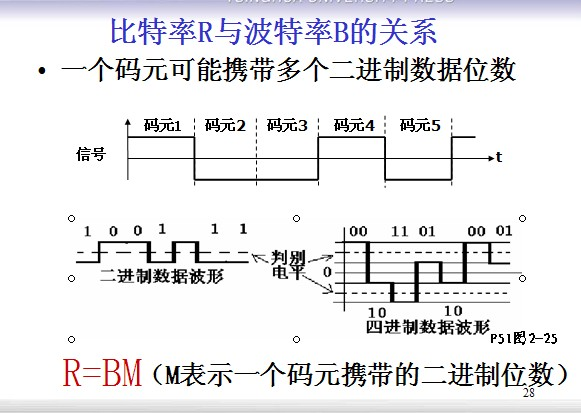 比特率R与波特率B的关系
• 一个码元可能携带多个二进制数据位数
码元1 码元2 码元3 码元4 码元5
信号
t
1 0 0 1 1 1
00 11 01 00 01
判别
电平
0
二进制数据波形
10 10
四进制数据波形
P51图2-25
R=BM（M表示一个码元携带的二进制位数）
28